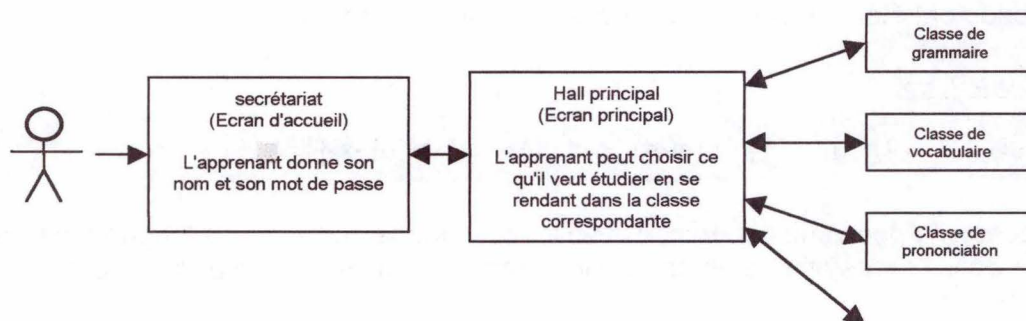 secrétariat
(Ecran d'accueil)
L'apprenant donne son
nom et son mot de passe
Hall principal
(Ecran principal)
L'apprenant peut choisir ce
qu'il veut étudier en se
rendant dans la classe
correspondante
Classe de
grammaire
Classe de
vocabulaire
Classe de
prononciation